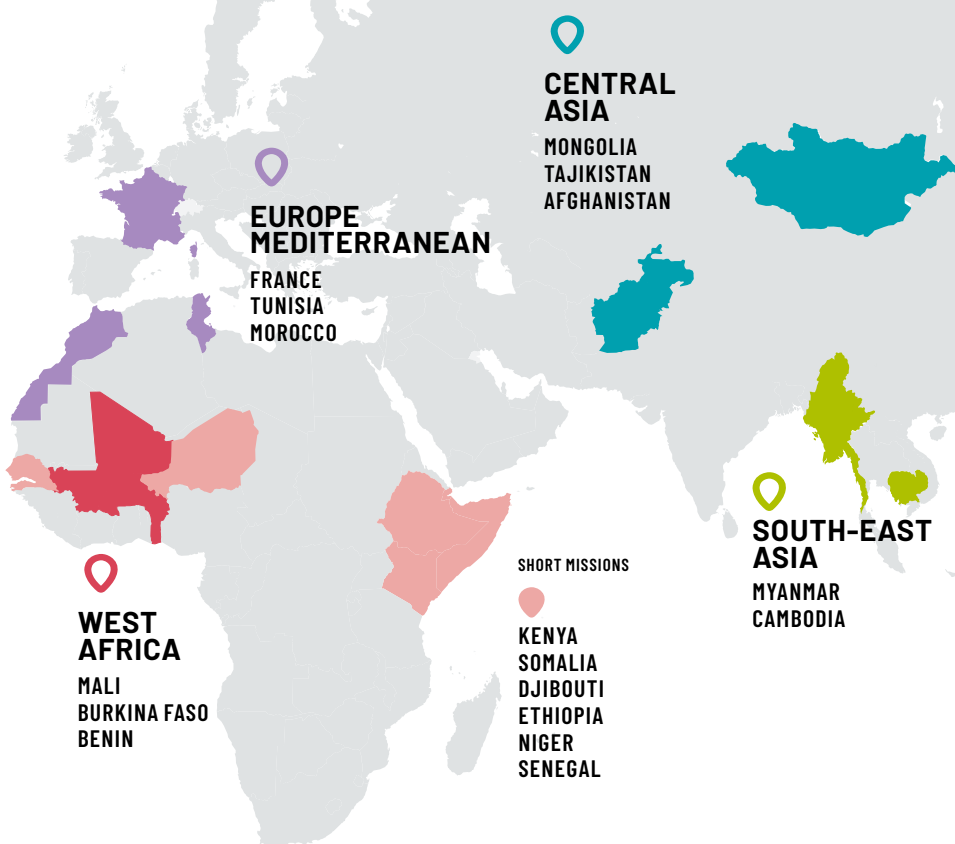 CENTRAL
ASIA
MONGOLIA
TAJIKISTAN
AFGHANISTAN
EUROPE
MEDITERRANEAN
FRANCE
TUNISIA
MOROCCO
SOUTH-EAST
ASIA
MYANMAR
CAMBODIA
WEST
AFRICA
MALI
BURKINA FASO
BENIN
SHORT MISSIONS
KENYA
SOMALIA
DJIBOUTI
ETHIOPIA
NIGER
SENEGAL